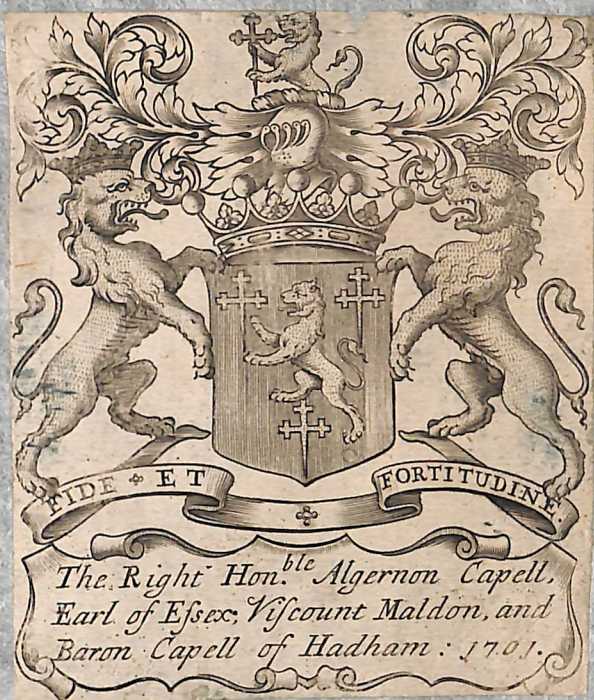 FIDE ET FORTITUDINE
The Right Hon.ble Algernon Capell,
Earl of Eſsex, Viſcount Maldon, and
Baron Capell of Hadham: 1701.